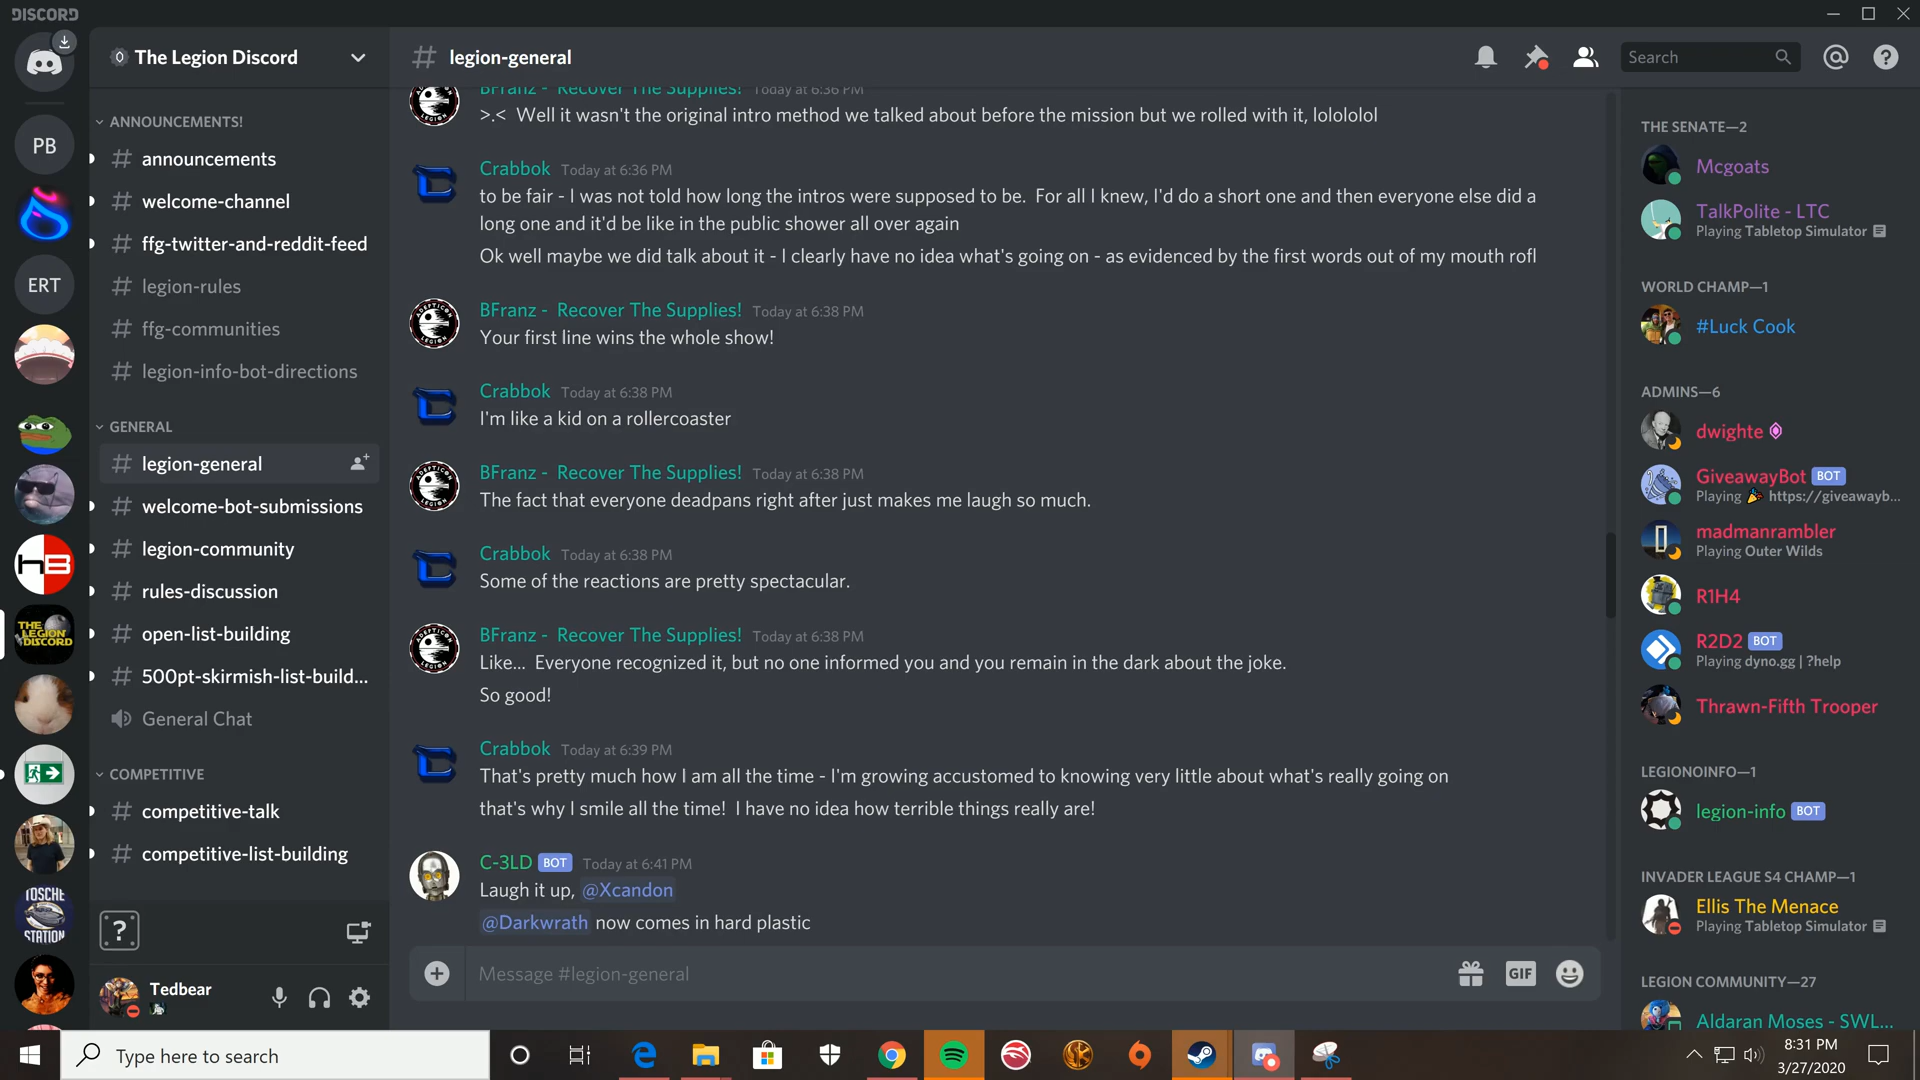 DISCORD
The Legion Discord
ANNOUNCEMENTS!
announcements
welcome-channel
ffg-twitter-and-reddit-feed
legion-rules
ffg-communities
legion-info-bot-directions
GENERAL
legion-general
welcome-bot-submissions
legion-community
rules-discussion
open-list-building
500pt-skirmish-list-build...
General Chat
COMPETITIVE
competitive-talk
competitive-list-building
PB
ERT
HB
THE
LEGION
DISCORD
TOSCHE
STATION
?
Tedbear
# legion-general
Search
BFranz - Recover The Supplies! Today at 6:36 PM
>.< Well it wasn't the original intro method we talked about before the mission but we rolled with it, lolololol
Crabbok Today at 6:36 PM
to be fair - I was not told how long the intros were supposed to be. For all I knew, I'd do a short one and then everyone else did a
long one and it'd be like in the public shower all over again
Ok well maybe we did talk about it - I clearly have no idea what's going on - as evidenced by the first words out of my mouth rofl
BFranz - Recover The Supplies! Today at 6:38 PM
Your first line wins the whole show!
Crabbok Today at 6:38 PM
I'm like a kid on a rollercoaster
BFranz - Recover The Supplies! Today at 6:38 PM
The fact that everyone deadpans right after just makes me laugh so much.
Crabbok Today at 6:38 PM
Some of the reactions are pretty spectacular.
BFranz - Recover The Supplies! Today at 6:38 PM
Like... Everyone recognized it, but no one informed you and you remain in the dark about the joke.
So good!
Crabbok Today at 6:39 PM
That's pretty much how I am all the time - I'm growing accustomed to knowing very little about what's really going on
that's why I smile all the time! I have no idea how terrible things really are!
C-3LD BOT Today at 6:41 PM
Laugh it up, @Xcandon
@Darkwrath now comes in hard plastic
Message #legion-general
GIF
THE SENATE—2
Mcgoats
TalkPolite - LTC
Playing Tabletop Simulator
WORLD CHAMP—1
#Luck Cook
ADMINS—6
dwighte
GiveawayBot BOT
Playing 🎉 https://giveawayb...
madmanrambler
Playing Outer Wilds
R1H4
R2D2 BOT
Playing dyno.gg | ?help
Thrawn-Fifth Trooper
LEGIONOINFO—1
legion-info BOT
INVADER LEAGUE S4 CHAMP—1
Ellis The Menace
Playing Tabletop Simulator
LEGION COMMUNITY—27
Aldaran Moses - SWL...
Type here to search
8:31 PM
3/27/2020